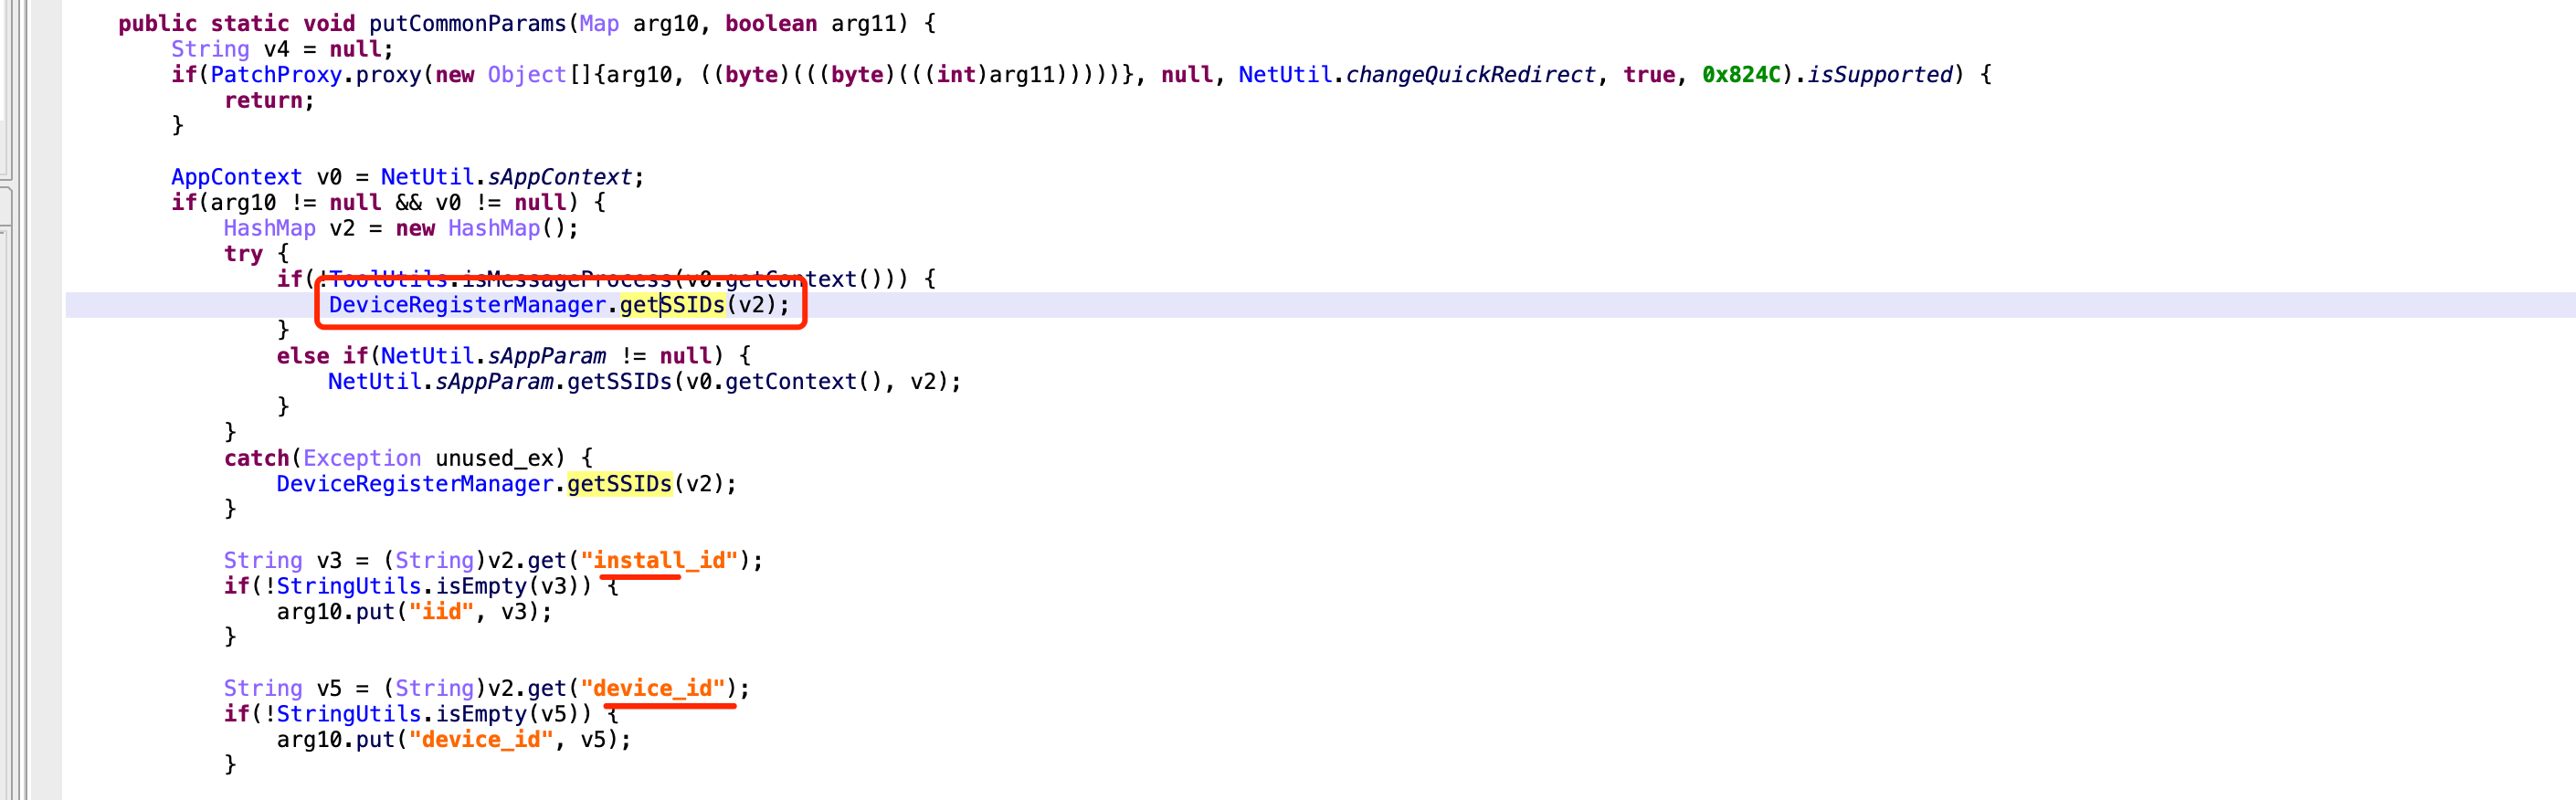 public static void putCommonParams(Map arg10, boolean arg11) {
String v4 = null;
if(PatchProxy.proxy(new Object[]{arg10, ((byte)(((byte)(((int)arg11)))))}, null, NetUtil.changeQuickRedirect, true, 0x824C).isSupported) {
return;
}
AppContext v0 = NetUtil.sAppContext;
if(arg10 != null && v0 != null) {
HashMap v2 = new HashMap();
try {
if(!ToolUtils.isMessageProcess(v0.getContext())) {
DeviceRegisterManager.getSSIDs(v2);
}
else if(NetUtil.sAppParam != null) {
NetUtil.sAppParam.getSSIDs(v0.getContext(), v2);
}
}
catch(Exception unused_ex) {
DeviceRegisterManager.getSSIDs(v2);
}
String v3 = (String)v2.get("install_id");
if(!StringUtils.isEmpty(v3)) {
arg10.put("iid", v3);
}
String v5 = (String)v2.get("device_id");
if(!StringUtils.isEmpty(v5)) {
arg10.put("device_id", v5);
}